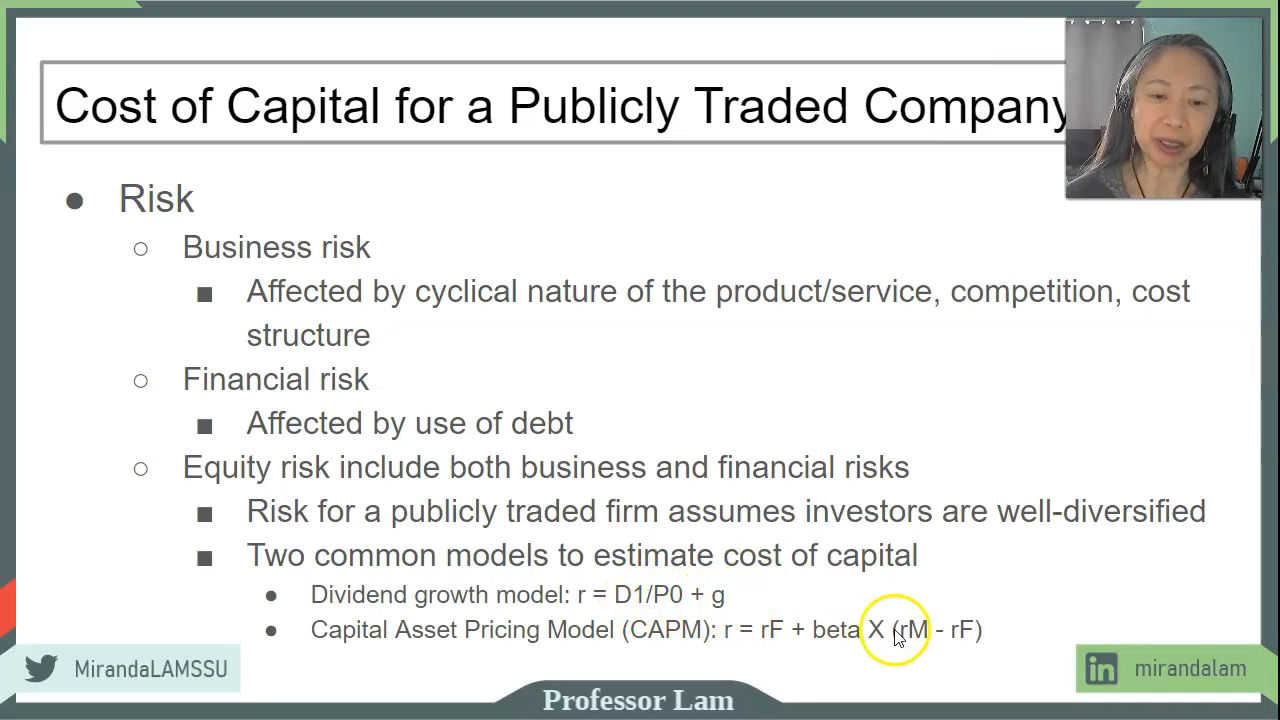 Cost of Capital for a Publicly Traded Company
● Risk
○ Business risk
■ Affected by cyclical nature of the product/service, competition, cost
structure
○ Financial risk
■ Affected by use of debt
○ Equity risk include both business and financial risks
■ Risk for a publicly traded firm assumes investors are well-diversified
■ Two common models to estimate cost of capital
● Dividend growth model: r = D1/P0 + g
● Capital Asset Pricing Model (CAPM): r = rF + beta X (rM - rF)
MirandaLAMSSU
in mirandalam
Professor Lam